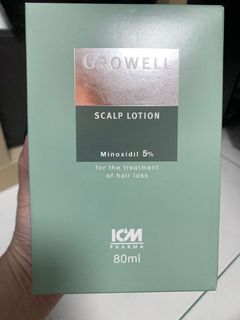 GROWELL
SCALP LOTION
Minoxidil 5%
for the treatment
of hair loss
ICM
PHARMA
80ml